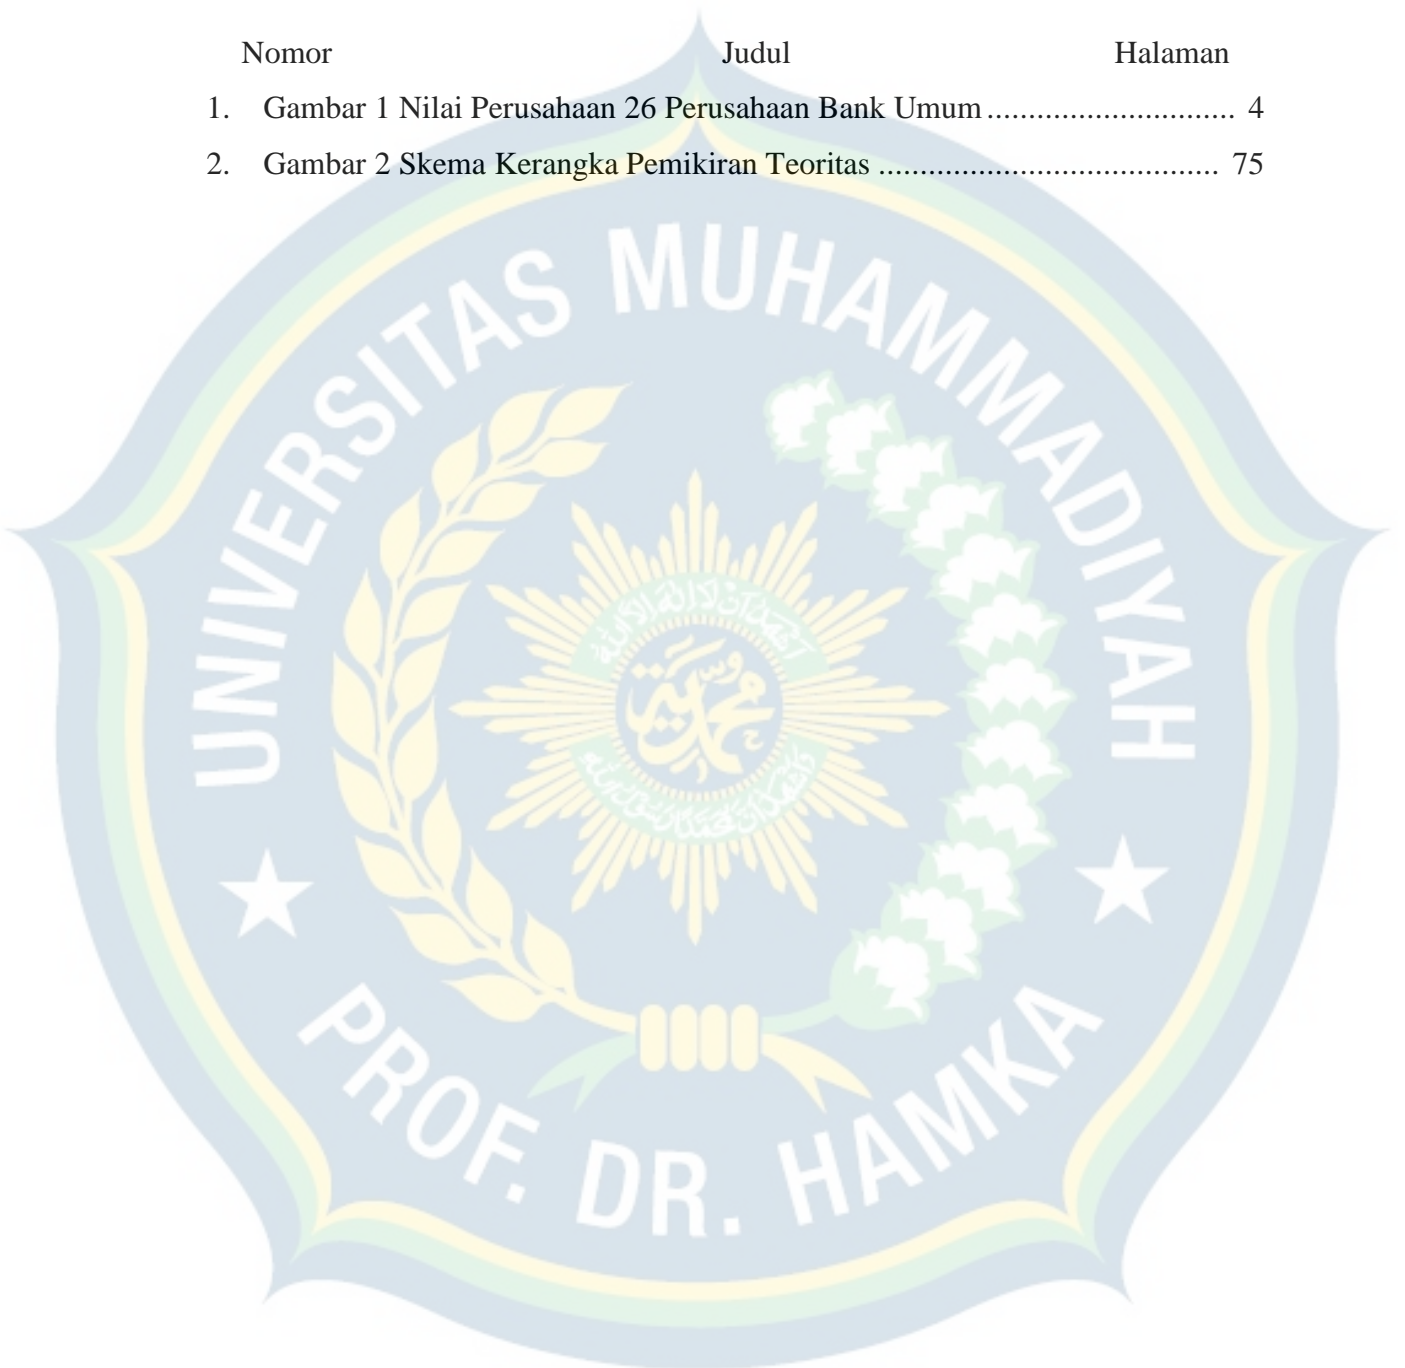 Nomor Judul Halaman
1. Gambar 1 Nilai Perusahaan 26 Perusahaan Bank Umum .............................. 4
2. Gambar 2 Skema Kerangka Pemikiran Teoritas ......................................... 75
UNIVERSITAS MUHAMMADIYAH
PROF. DR. HAMKA